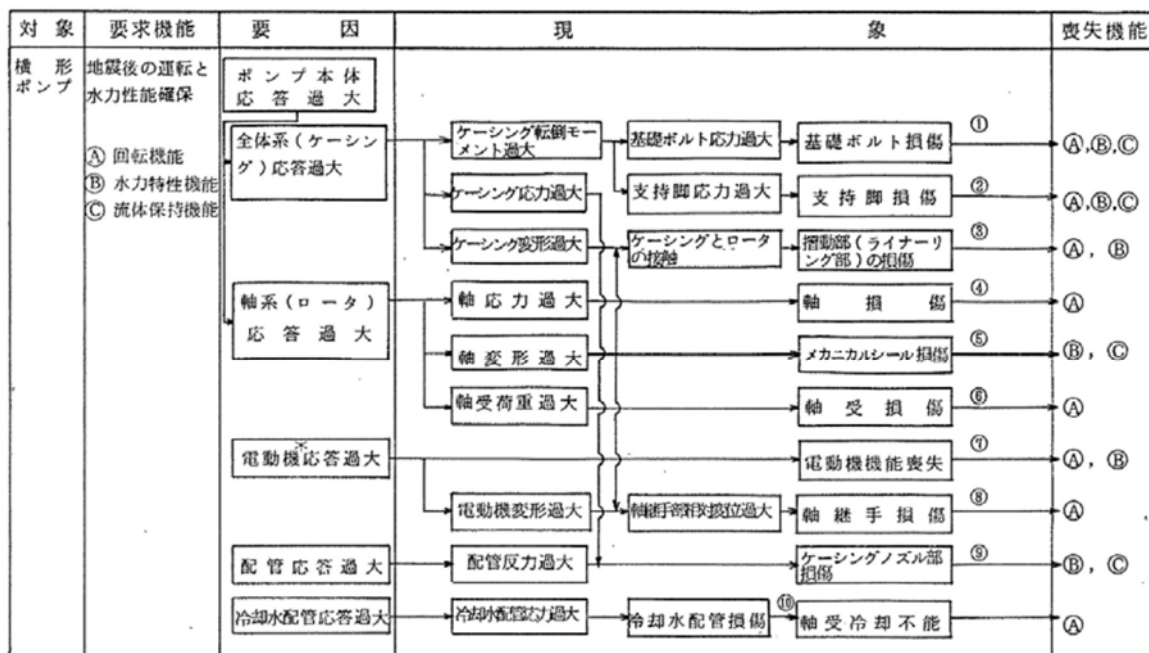 対象 要求機能 要因 現象 喪失機能
横形
ポンプ
地震後の運転と
水力性能確保
Ⓐ 回転機能
Ⓑ 水力特性機能
Ⓒ 流体保持機能
ポンプ本体
応答過大
全体系(ケーシン
グ)応答過大
ケーシング転倒モー
メント過大
基礎ボルト応力過大
基礎ボルト損傷
①
Ⓐ,Ⓑ,Ⓒ
支持脚応力過大
支持脚損傷
②
Ⓐ,Ⓑ,Ⓒ
ケーシング応力過大
ケーシング変形過大
ケーシングとロータ
の接触
摺動部(ライナーリ
ング部)の損傷
③
Ⓐ, Ⓑ
軸系(ロータ)
応答過大
軸応力過大
軸損傷
④
Ⓐ
軸変形過大
メカニカルシール損傷
⑤
Ⓑ, Ⓒ
軸受荷重過大
軸受損傷
⑥
Ⓐ
*
電動機応答過大
電動機機能喪失
⑦
Ⓐ, Ⓑ
電動機変形過大
軸継手部相対変位過大
軸継手損傷
⑧
Ⓐ
配管応答過大
配管反力過大
ケーシングノズル部
損傷
⑨
Ⓑ, Ⓒ
冷却水配管応答過大
冷却水配管応力過大
冷却水配管損傷
⑩
軸受冷却不能
Ⓐ